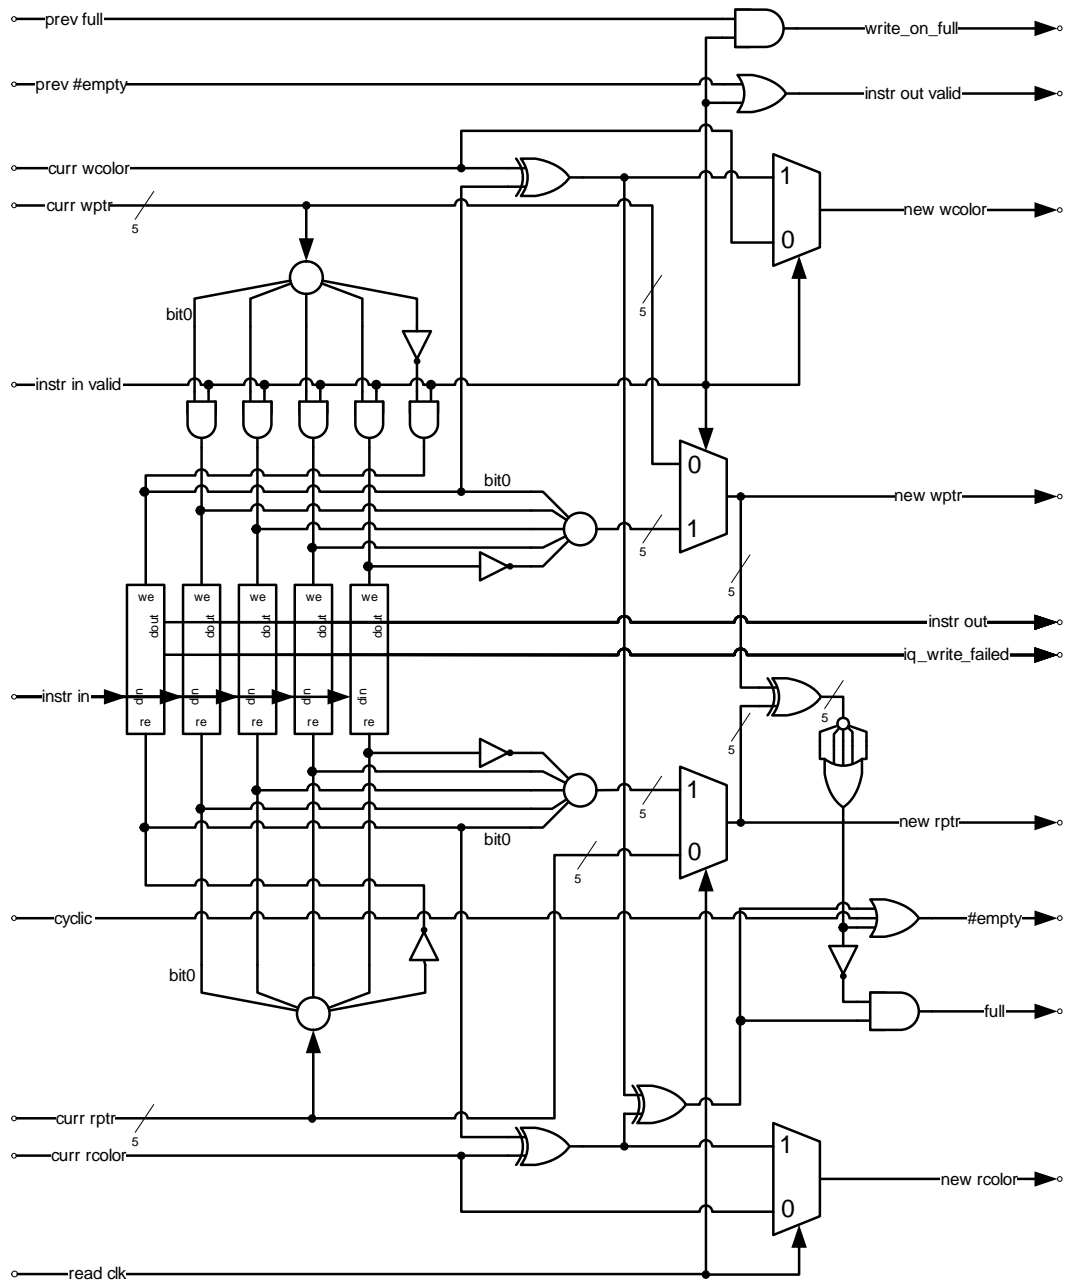 prev full
write_on_full
prev #empty
instr out valid
curr wcolor
1
curr wptr
5
new wcolor
0
bit0
5
instr in valid
0
bit0
new wptr
1
5
5
we we we we we
dout dout dout dout dout
instr out
iq_write_failed
instr in
din din din din din
5
re re re re re
5
1
5
new rptr
bit0
0
5
cyclic
#empty
bit0
full
curr rptr
5
1
curr rcolor
new rcolor
0
read clk